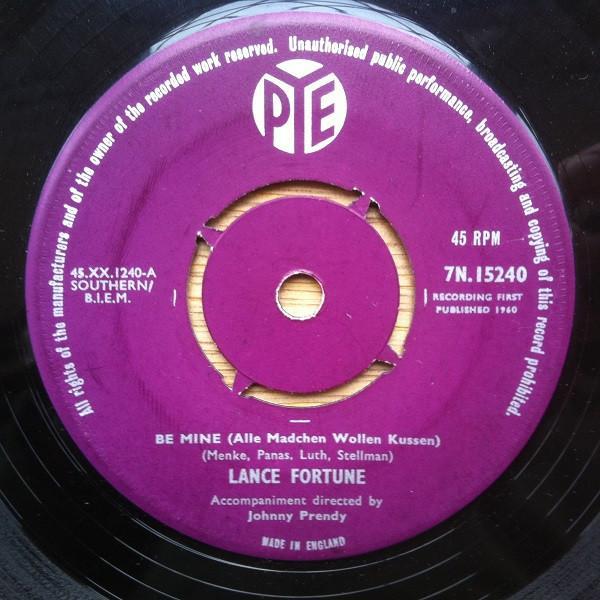 All rights of the manufacturers and of the owner of the recorded work reserved. Unauthorised public performance, broadcasting and copying of this record prohibited.
PYE
45 RPM
45.XX.1240-A
SOUTHERN/
B.I.E.M.
7N.15240
RECORDING FIRST
PUBLISHED 1960
BE MINE (Alle Madchen Wollen Kussen)
(Menke, Panas, Luth, Stellman)
LANCE FORTUNE
Accompaniment directed by
Johnny Prendy
MADE IN ENGLAND